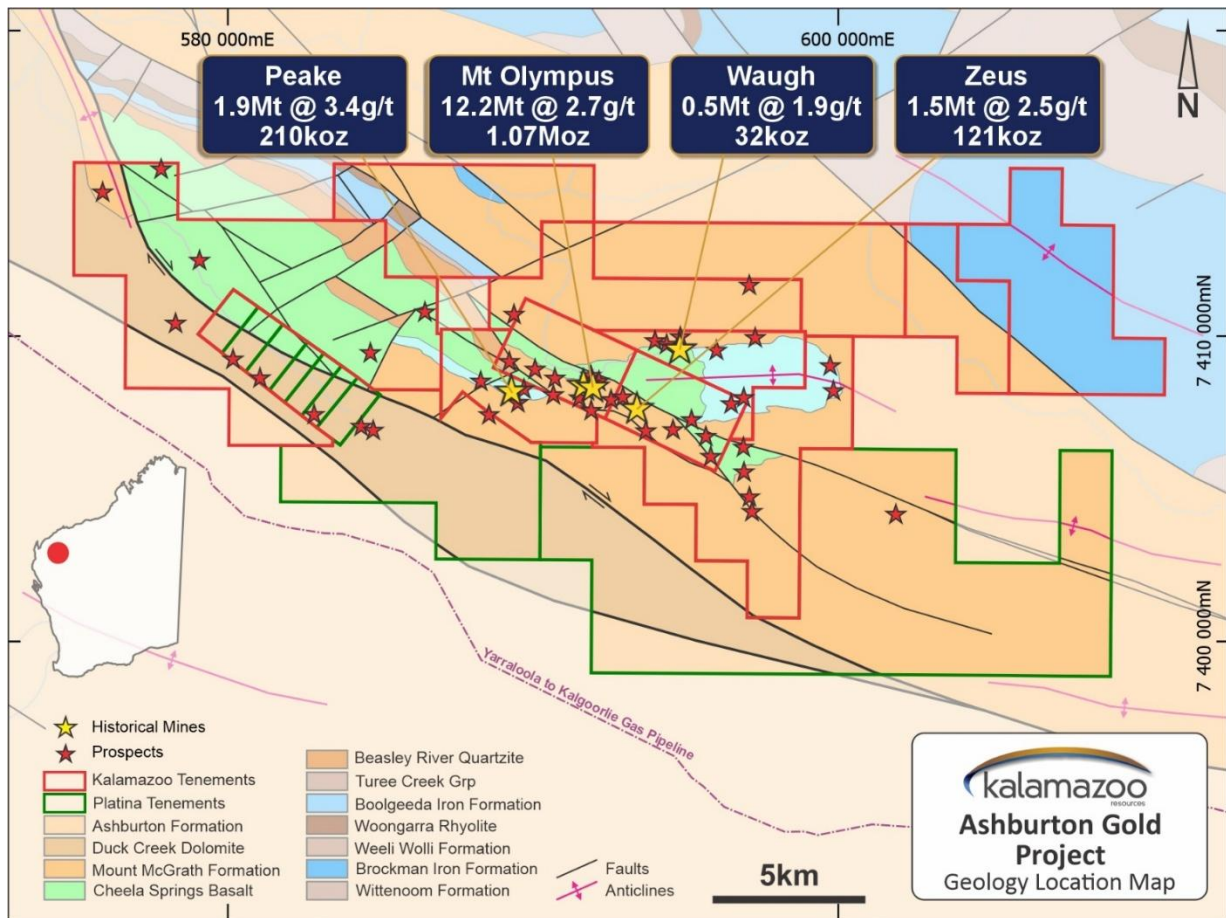 580 000mE
600 000mE
Peake
1.9Mt @ 3.4g/t
210koz
Mt Olympus
12.2Mt @ 2.7g/t
1.07Moz
Waugh
0.5Mt @ 1.9g/t
32koz
Zeus
1.5Mt @ 2.5g/t
121koz
N
7 410 000mN
7 400 000mN
Yarraloola to Kalgoorlie Gas Pipeline
Historical Mines
Prospects
Kalamazoo Tenements
Platina Tenements
Ashburton Formation
Duck Creek Dolomite
Mount McGrath Formation
Cheela Springs Basalt
Beasley River Quartzite
Turee Creek Grp
Boolgeeda Iron Formation
Woongarra Rhyolite
Weeli Wolli Formation
Brockman Iron Formation
Wittenoom Formation
Faults
Anticlines
5km
kalamazoo
resources
Ashburton Gold
Project
Geology Location Map